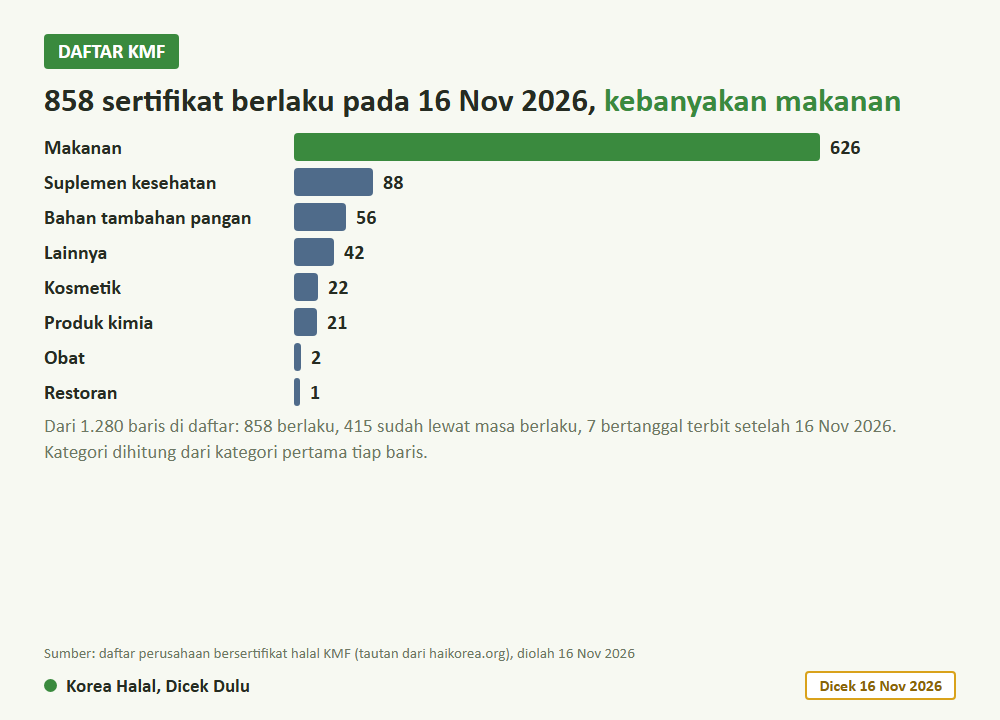 DAFTAR KMF
858 sertifikat berlaku pada 16 Nov 2026, kebanyakan makanan
Makanan 626
Suplemen kesehatan 88
Bahan tambahan pangan 56
Lainnya 42
Kosmetik 22
Produk kimia 21
Obat 2
Restoran 1
Dari 1.280 baris di daftar: 858 berlaku, 415 sudah lewat masa berlaku, 7 bertanggal terbit setelah 16 Nov 2026.
Kategori dihitung dari kategori pertama tiap baris.
Sumber: daftar perusahaan bersertifikat halal KMF (tautan dari haikorea.org), diolah 16 Nov 2026
Korea Halal, Dicek Dulu
Dicek 16 Nov 2026